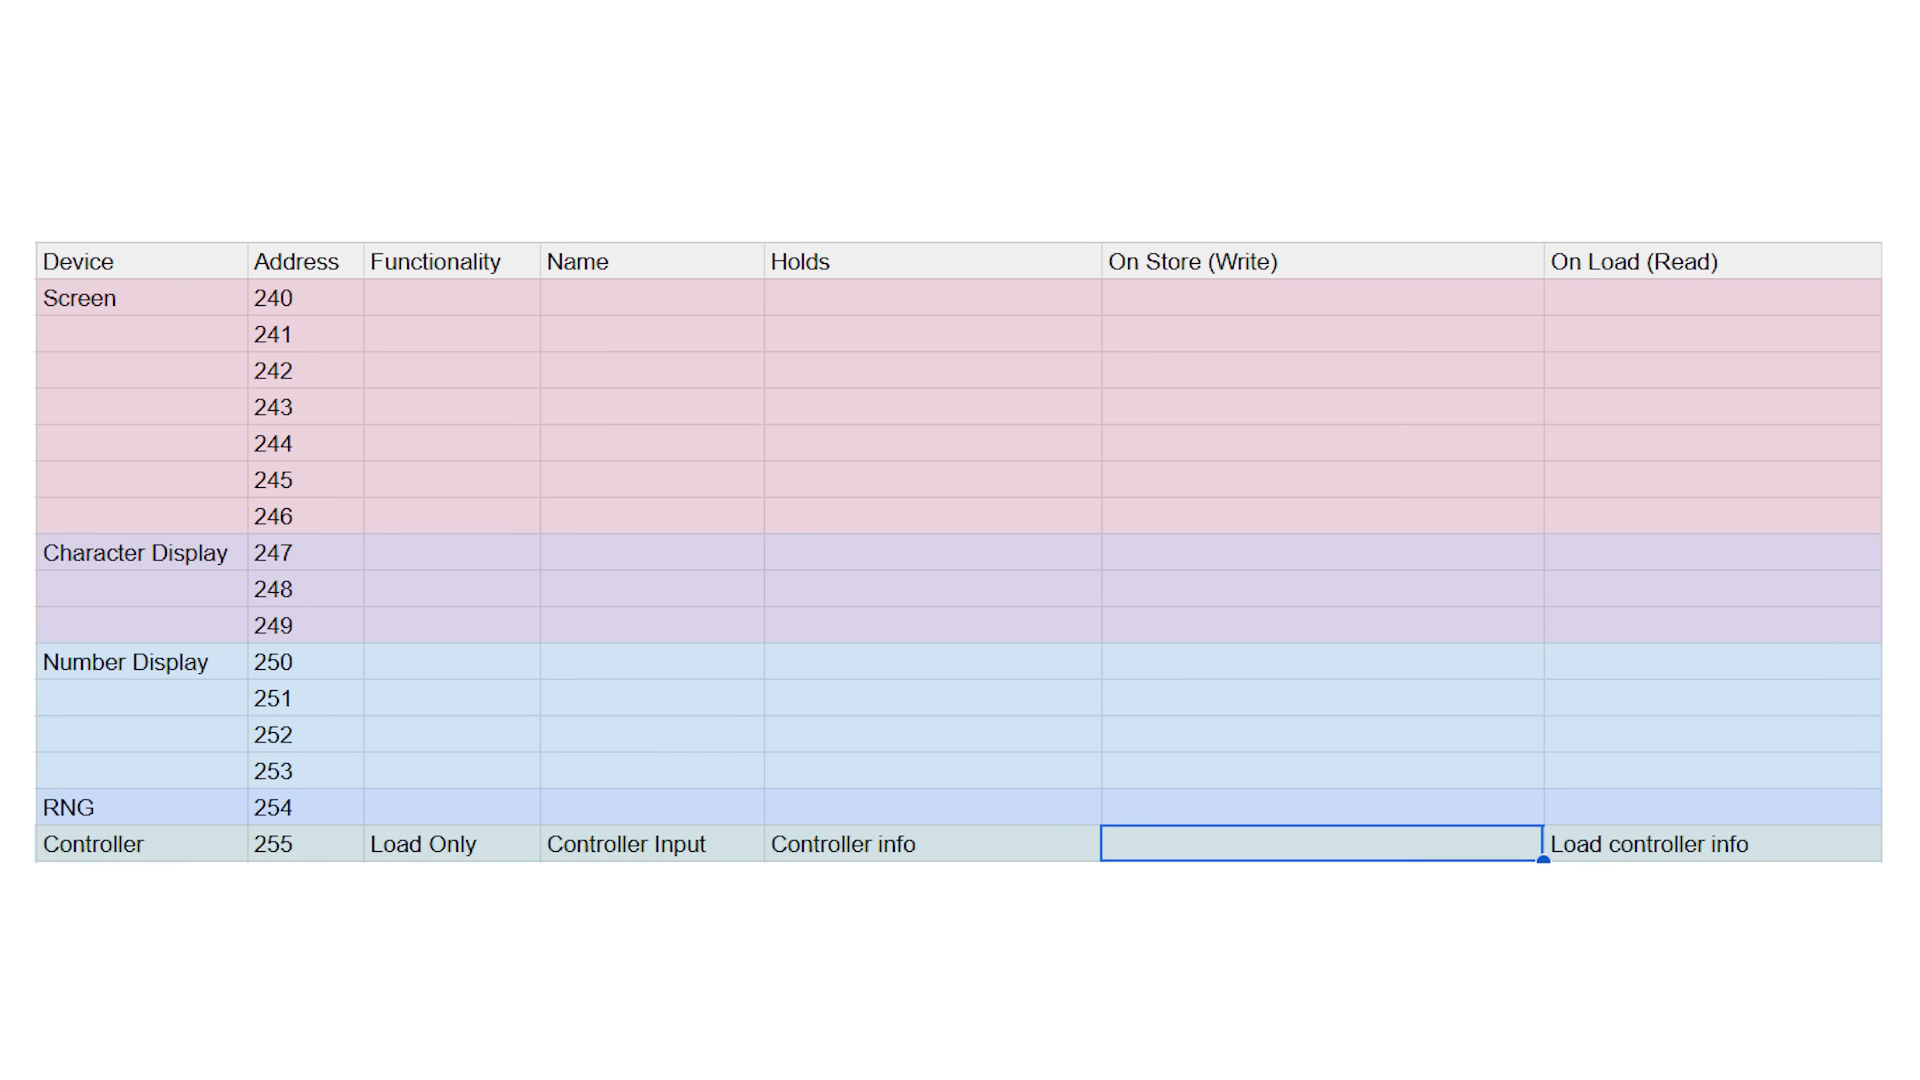 Device Address Functionality Name Holds On Store (Write) On Load (Read)
Screen 240
241
242
243
244
245
246
Character Display 247
248
249
Number Display 250
251
252
253
RNG 254
Controller 255 Load Only Controller Input Controller info Load controller info